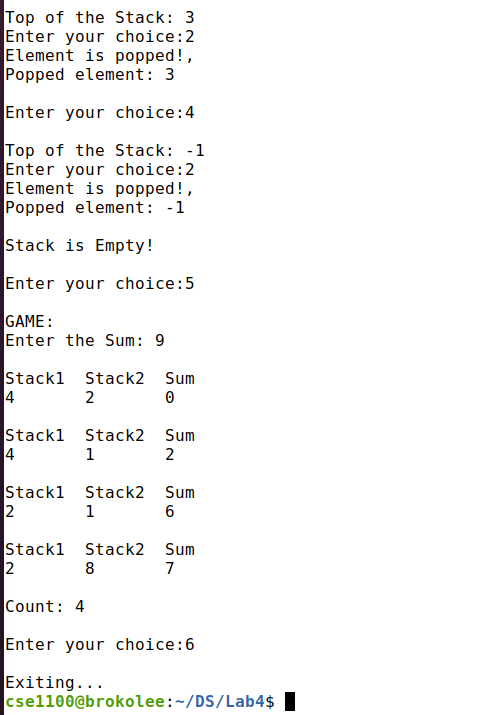 Top of the Stack: 3
Enter your choice:2
Element is popped!,
Popped element: 3
Enter your choice:4
Top of the Stack: -1
Enter your choice:2
Element is popped!,
Popped element: -1
Stack is Empty!
Enter your choice:5
GAME:
Enter the Sum: 9
Stack1  Stack2  Sum
4       2       0
Stack1  Stack2  Sum
4       1       2
Stack1  Stack2  Sum
2       1       6
Stack1  Stack2  Sum
2       8       7
Count: 4
Enter your choice:6
Exiting...
cse1100@brokolee:~/DS/Lab4$